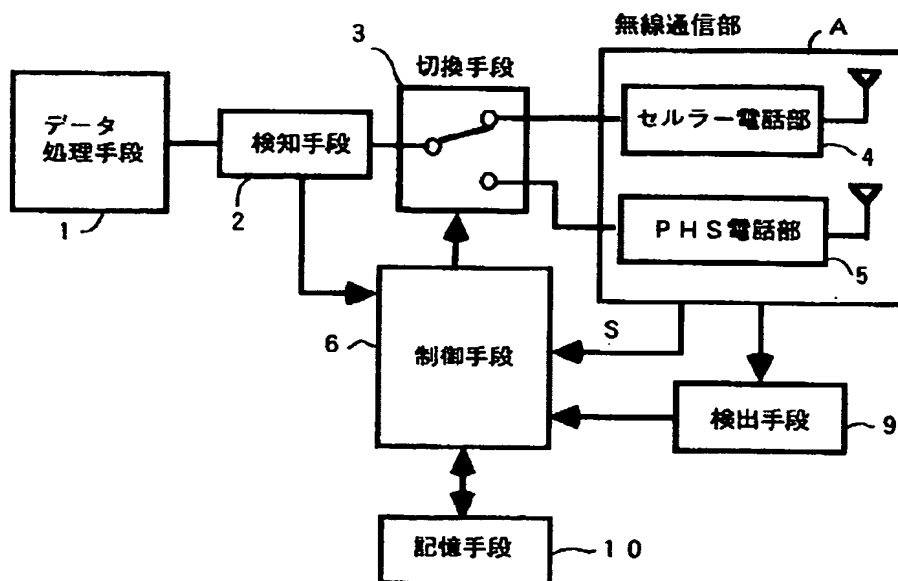 無線通信部
A
3
切換手段
データ
処理手段
1
検知手段
2
セルラー電話部
4
PHS電話部
5
6
制御手段
S
検出手段
9
記憶手段
10